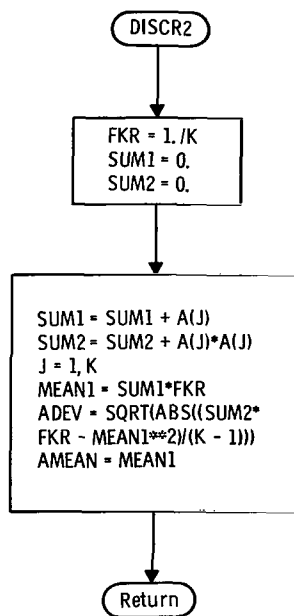 DISCR2
FKR = 1./K
SUM1 = 0.
SUM2 = 0.
SUM1 = SUM1 + A(J)
SUM2 = SUM2 + A(J)*A(J)
J = 1, K
MEAN1 = SUM1*FKR
ADEV = SQRT(ABS((SUM2*
FKR - MEAN1**2)/(K - 1)))
AMEAN = MEAN1
Return